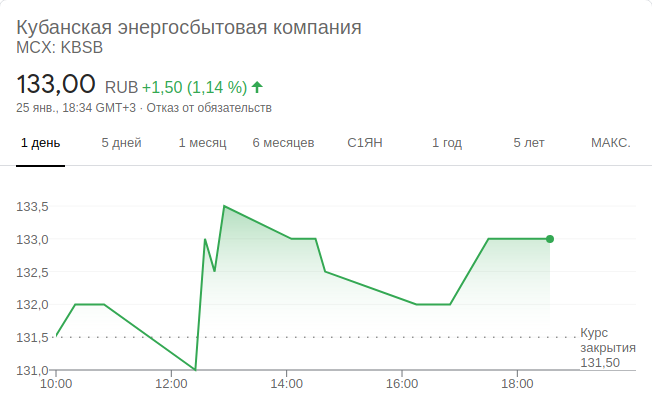 Кубанская энергосбытовая компания
MCX: KBSB
133,00 RUB +1,50 (1,14 %)
25 янв., 18:34 GMT+3 · Отказ от обязательств
1 день 5 дней 1 месяц 6 месяцев С1ЯН 1 год 5 лет МАКС.
133,5
133,0
132,5
132,0
131,5
131,0
Курс
закрытия
131,50
10:00 12:00 14:00 16:00 18:00